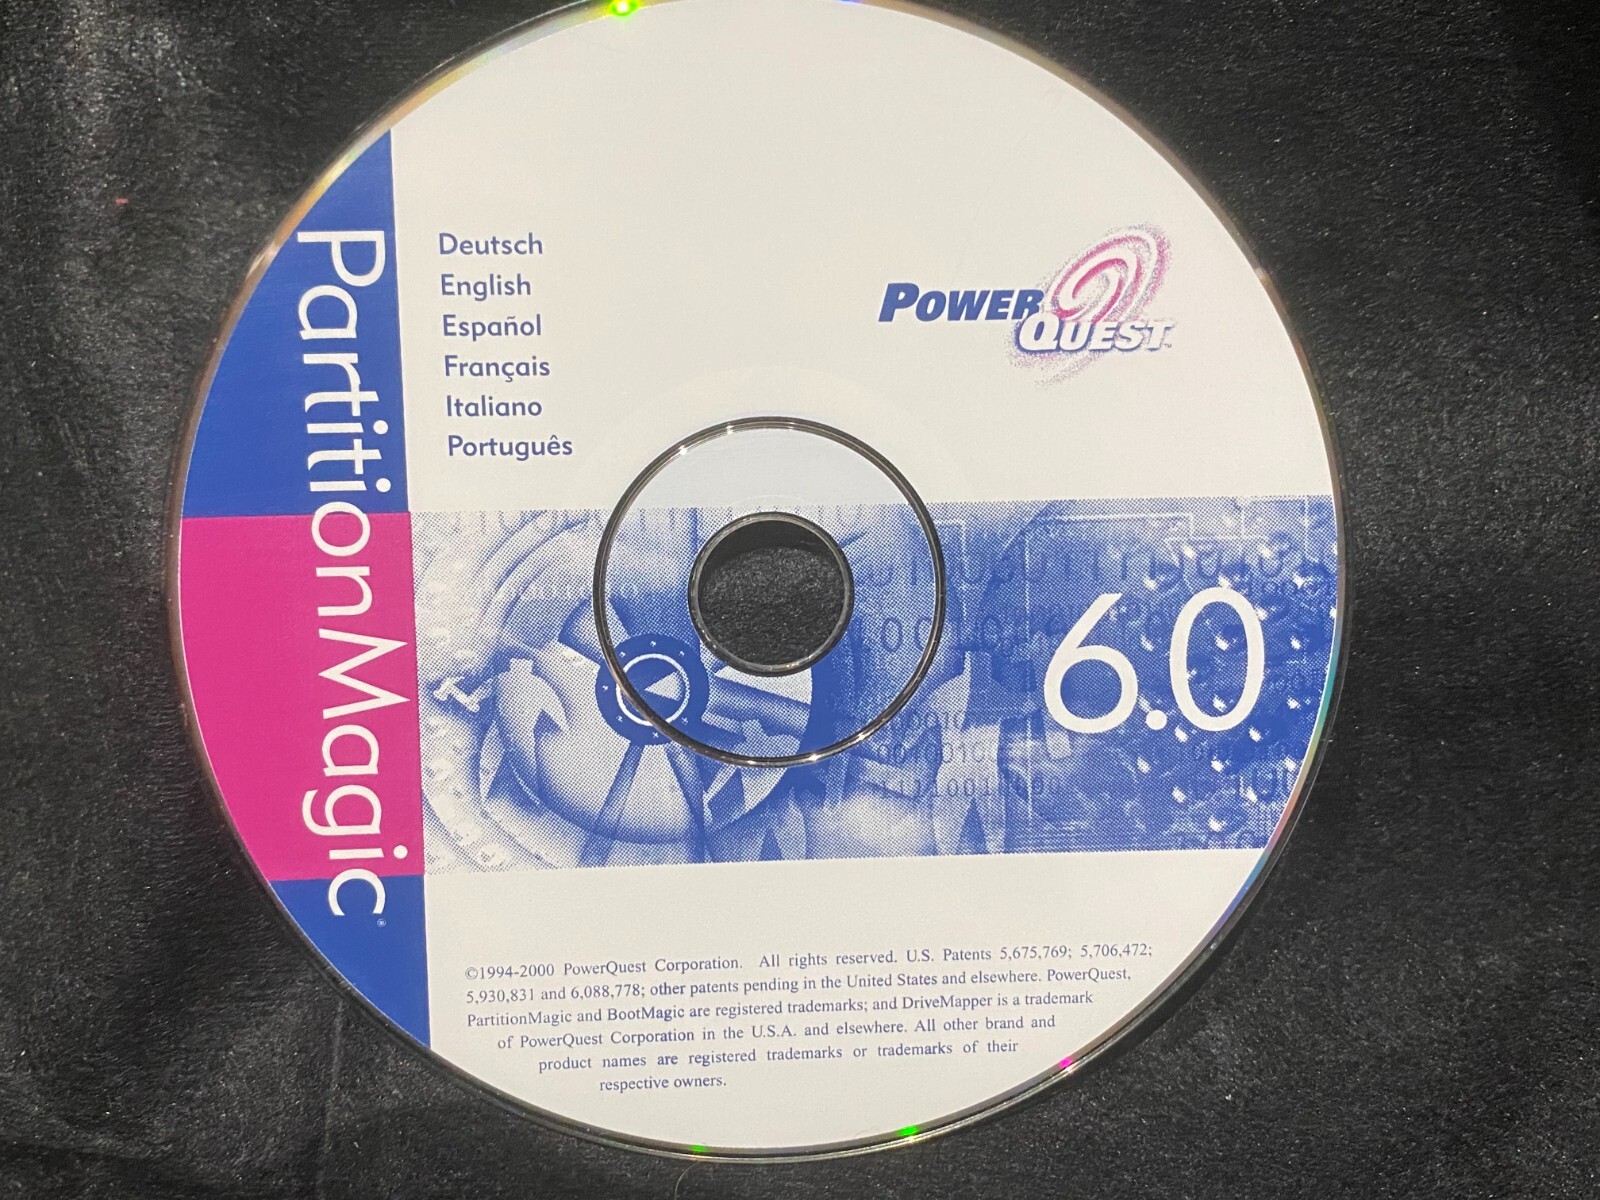 PartitionMagic®
Deutsch
English
Español
Français
Italiano
Português
POWER
QUEST™
6.0
©1994-2000 PowerQuest Corporation. All rights reserved. U.S. Patents 5,675,769; 5,706,472;
5,930,831 and 6,088,778; other patents pending in the United States and elsewhere. PowerQuest,
PartitionMagic and BootMagic are registered trademarks; and DriveMapper is a trademark
of PowerQuest Corporation in the U.S.A. and elsewhere. All other brand and
product names are registered trademarks or trademarks of their
respective owners.